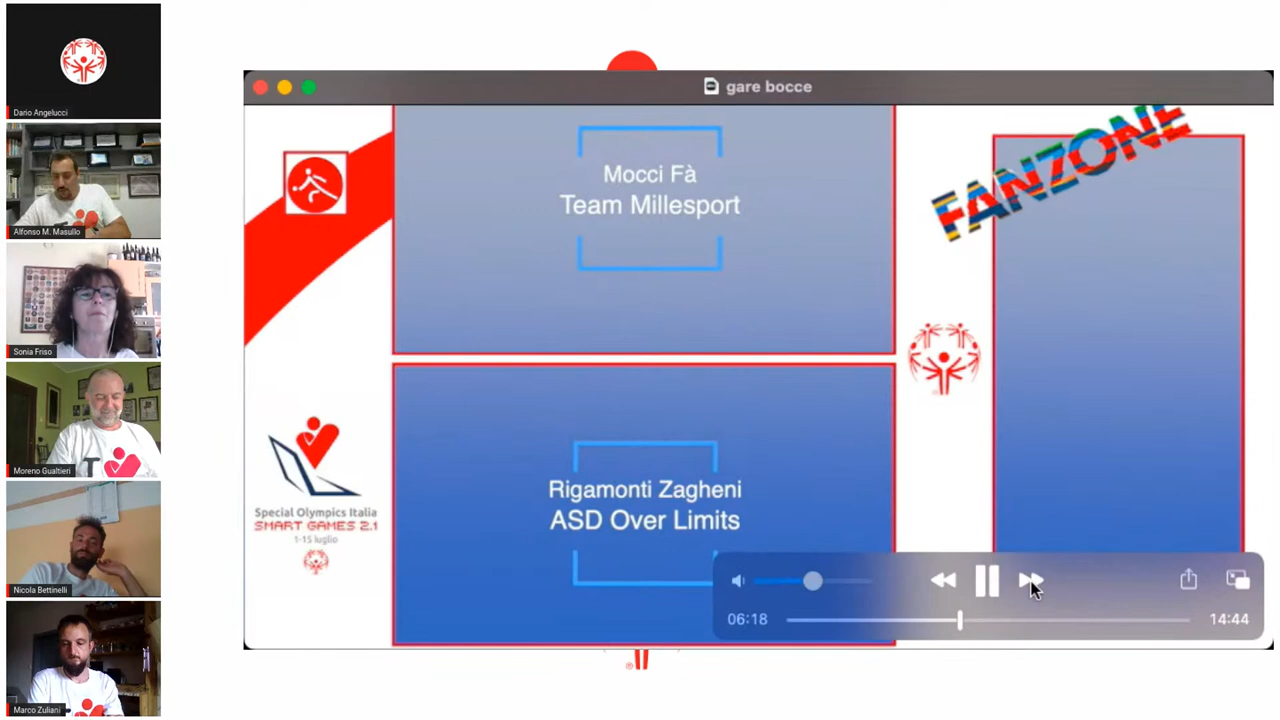 Dario Angelucci
Alfonso M. Masullo
Sonia Friso
Moreno Gualtieri
Nicola Bettinelli
Marco Zuliani
gare bocce
Mocci Fà
Team Millesport
FANZONE
Rigamonti Zagheni
ASD Over Limits
Special Olympics Italia
SMART GAMES 2.1
1-15 luglio
06:18
14:44